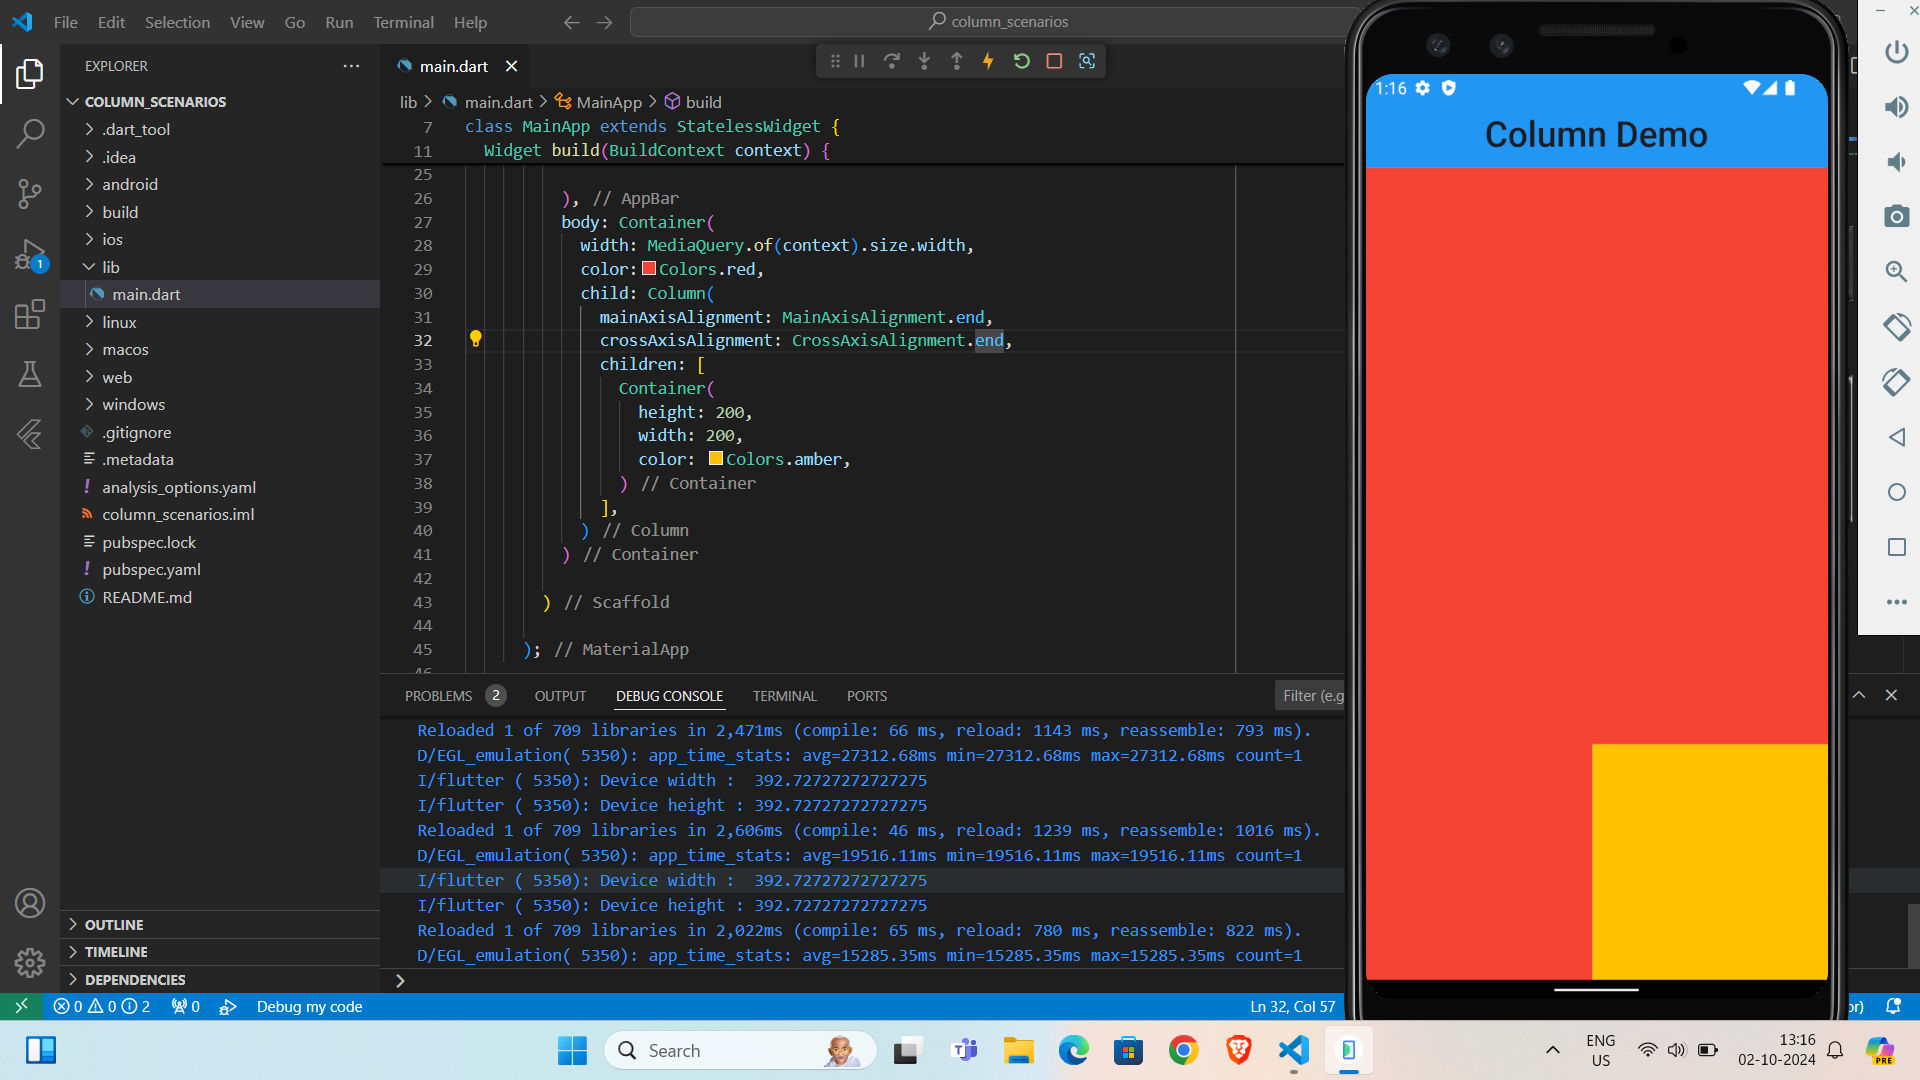 File Edit Selection View Go Run Terminal Help
column_scenarios
EXPLORER
COLUMN_SCENARIOS
.dart_tool
.idea
android
build
ios
lib
main.dart
linux
macos
web
windows
.gitignore
.metadata
! analysis_options.yaml
column_scenarios.iml
pubspec.lock
! pubspec.yaml
README.md
OUTLINE
TIMELINE
DEPENDENCIES
1
main.dart
lib > main.dart > MainApp > build
7 class MainApp extends StatelessWidget {
11 Widget build(BuildContext context) {
25
26 ), // AppBar
27 body: Container(
28 width: MediaQuery.of(context).size.width,
29 color: Colors.red,
30 child: Column(
31 mainAxisAlignment: MainAxisAlignment.end,
32 crossAxisAlignment: CrossAxisAlignment.end,
33 children: [
34 Container(
35 height: 200,
36 width: 200,
37 color: Colors.amber,
38 ) // Container
39 ],
40 ) // Column
41 ) // Container
42
43 ) // Scaffold
44
45 ); // MaterialApp
PROBLEMS 2 OUTPUT DEBUG CONSOLE TERMINAL PORTS Filter (e.g
Reloaded 1 of 709 libraries in 2,471ms (compile: 66 ms, reload: 1143 ms, reassemble: 793 ms).
D/EGL_emulation( 5350): app_time_stats: avg=27312.68ms min=27312.68ms max=27312.68ms count=1
I/flutter ( 5350): Device width : 392.72727272727275
I/flutter ( 5350): Device height : 392.72727272727275
Reloaded 1 of 709 libraries in 2,606ms (compile: 46 ms, reload: 1239 ms, reassemble: 1016 ms).
D/EGL_emulation( 5350): app_time_stats: avg=19516.11ms min=19516.11ms max=19516.11ms count=1
I/flutter ( 5350): Device width : 392.72727272727275
I/flutter ( 5350): Device height : 392.72727272727275
Reloaded 1 of 709 libraries in 2,022ms (compile: 65 ms, reload: 780 ms, reassemble: 822 ms).
D/EGL_emulation( 5350): app_time_stats: avg=15285.35ms min=15285.35ms max=15285.35ms count=1
0 0 2 0 Debug my code
Ln 32, Col 57
or)
1:16
Column Demo
Search
ENG
US
13:16
02-10-2024
PRE